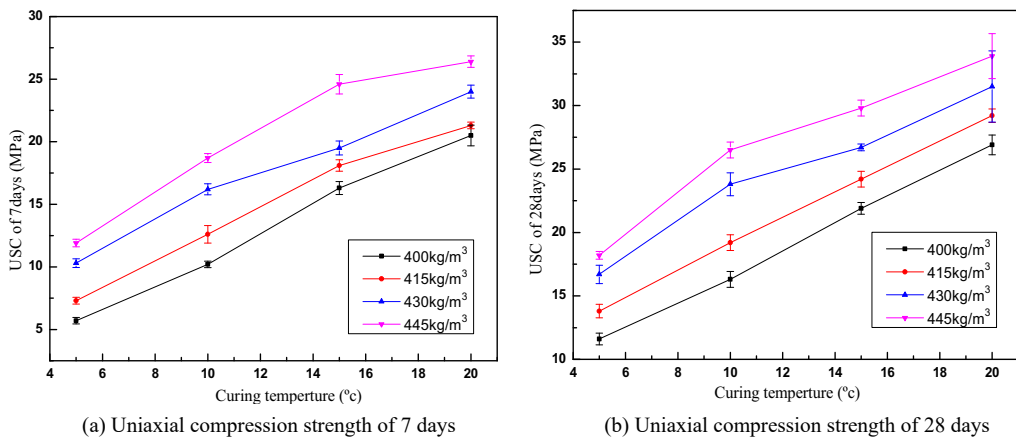 30
25
20
15
10
5
USC of 7days (MPa)
400kg/m³
415kg/m³
430kg/m³
445kg/m³
4 6 8 10 12 14 16 18 20
Curing temperture (ºc)
(a) Uniaxial compression strength of 7 days
35
30
25
20
15
10
USC of 28days (MPa)
400kg/m³
415kg/m³
430kg/m³
445kg/m³
4 6 8 10 12 14 16 18 20
Curing temperture (ºc)
(b) Uniaxial compression strength of 28 days